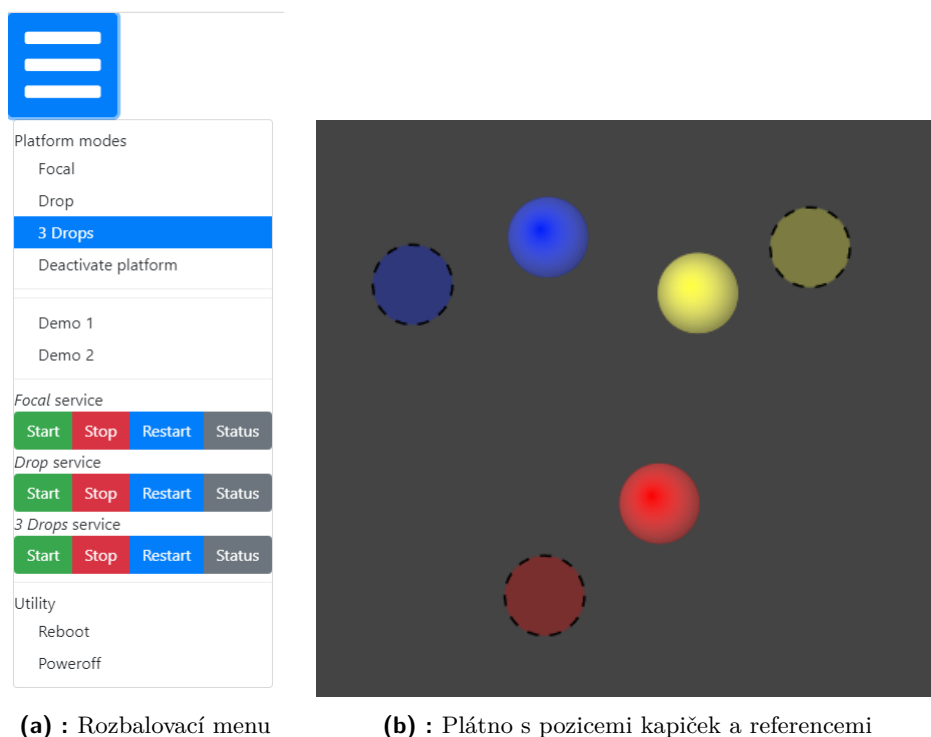 Platform modes
Focal
Drop
3 Drops
Deactivate platform
Demo 1
Demo 2
Focal service
Start Stop Restart Status
Drop service
Start Stop Restart Status
3 Drops service
Start Stop Restart Status
Utility
Reboot
Poweroff
(a) : Rozbalovací menu
(b) : Plátno s pozicemi kapiček a referencemi